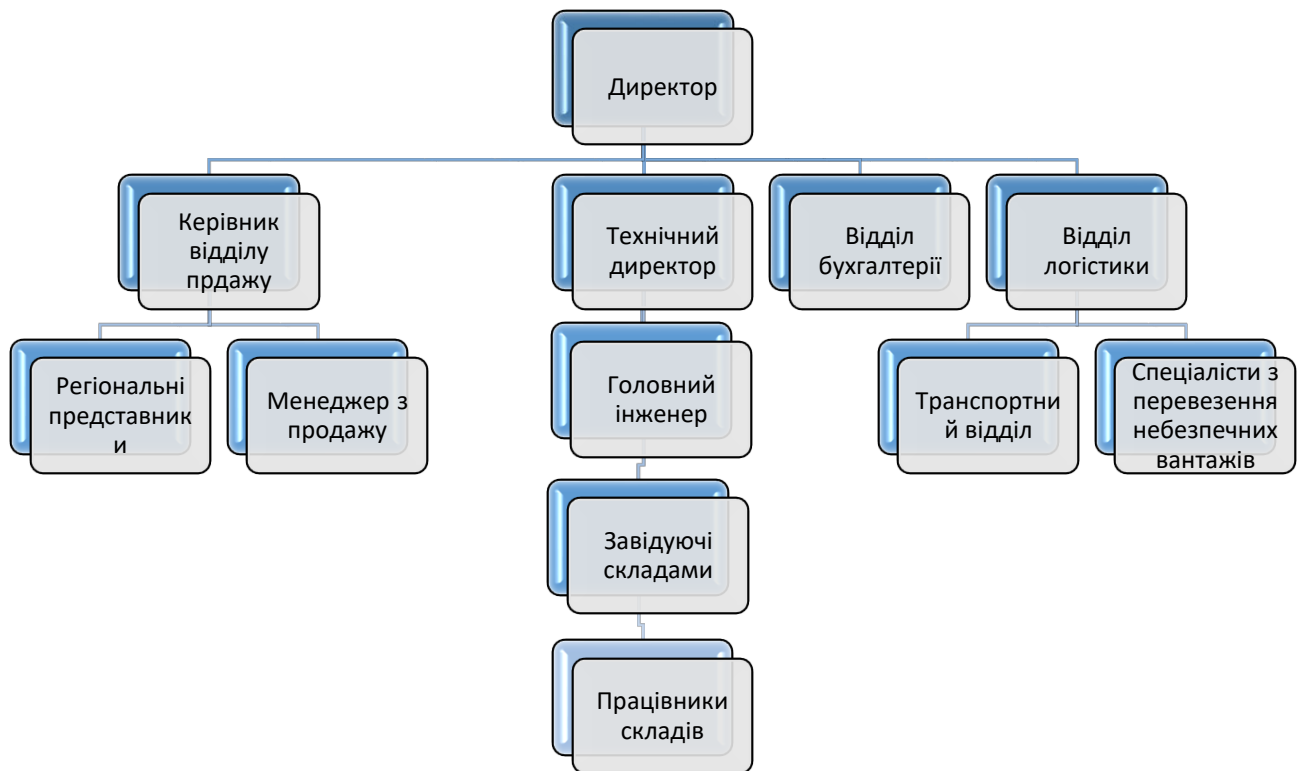 Директор
Керівник
відділу
прдажу
Технічний
директор
Відділ
бухгалтерії
Відділ
логістики
Регіональні
представник
и
Менеджер з
продажу
Головний
інженер
Транспортни
й відділ
Спеціалісти з
перевезення
небезпечних
вантажів
Завідуючі
складами
Працівники
складів